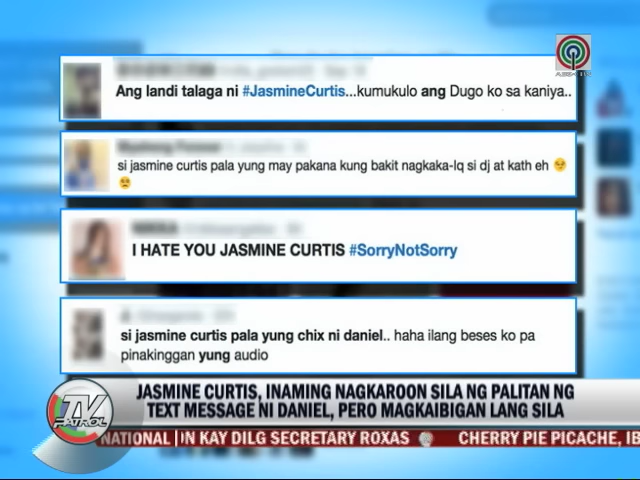 ABS-CBN
Ang landi talaga ni #JasmineCurtis...kumukulo ang Dugo ko sa kaniya..
si jasmine curtis pala yung may pakana kung bakit nagkaka-lq si dj at kath eh
I HATE YOU JASMINE CURTIS #SorryNotSorry
si jasmine curtis pala yung chix ni daniel.. haha ilang beses ko pa
pinakinggan yung audio
JASMINE CURTIS, INAMING NAGKAROON SILA NG PALITAN NG
TEXT MESSAGE NI DANIEL, PERO MAGKAIBIGAN LANG SILA
TV
PATROL
NATIONAL IN KAY DILG SECRETARY ROXAS CHERRY PIE PICACHE, IB